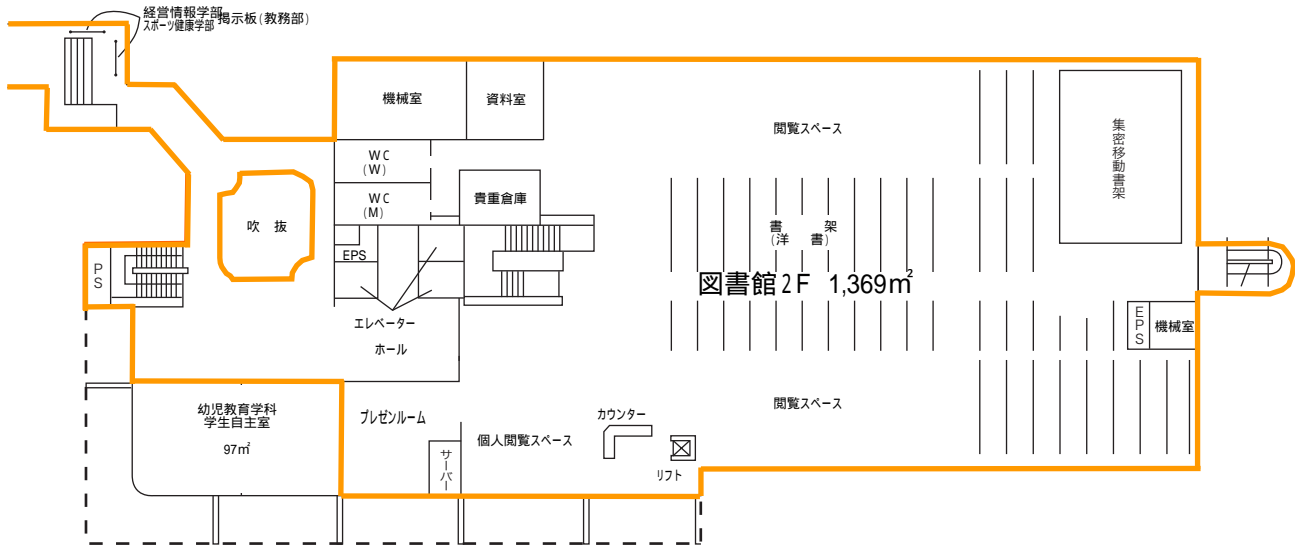 経営情報学部
スポーツ健康学部
掲示板(教務部)
機械室
資料室
閲覧スペース
集密移動書架
WC
(W)
WC
(M)
貴重倉庫
吹 抜
書 架
(洋 書)
EPS
PS
図書館2F 1,369㎡
エレベーター
ホール
EPS
機械室
幼児教育学科
学生自主室
97㎡
プレゼンルーム
カウンター
閲覧スペース
個人閲覧スペース
サーバー
リフト